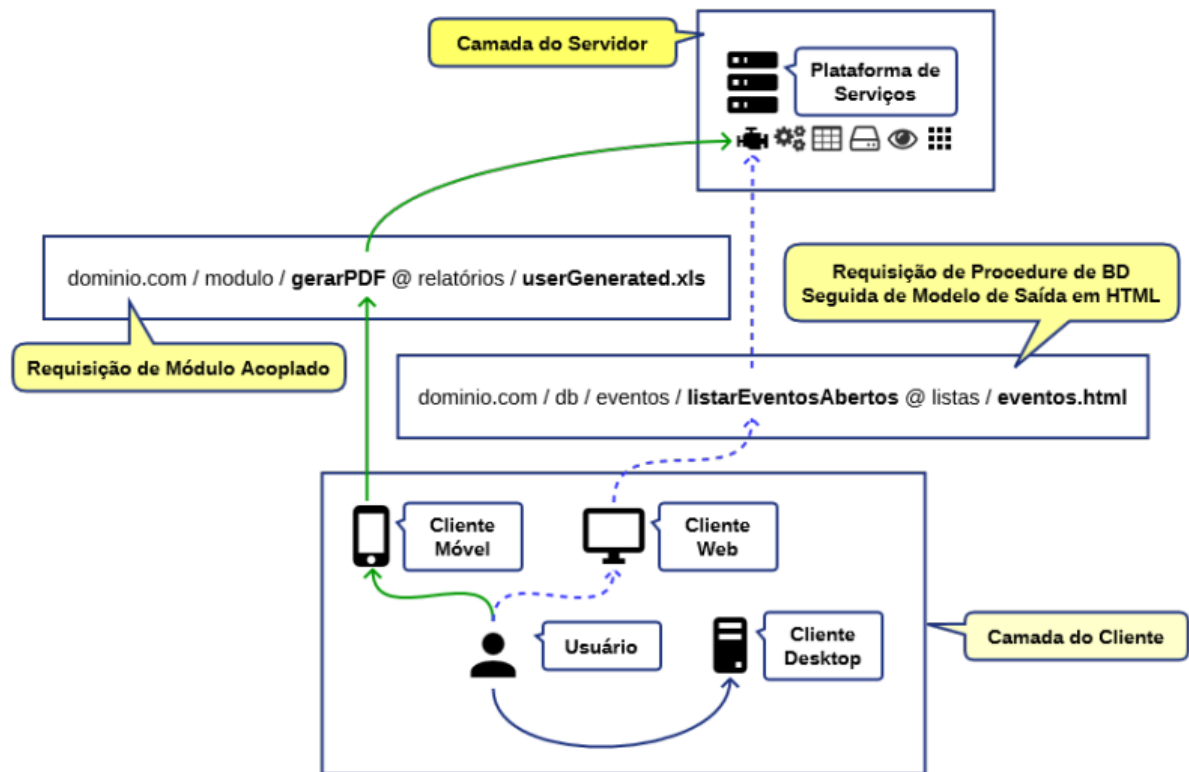 Camada do Servidor
Plataforma de
Serviços
dominio.com / modulo / gerarPDF @ relatórios / userGenerated.xls
Requisição de Procedure de BD
Seguida de Modelo de Saída em HTML
Requisição de Módulo Acoplado
dominio.com / db / eventos / listarEventosAbertos @ listas / eventos.html
Cliente
Móvel
Cliente
Web
Usuário
Cliente
Desktop
Camada do Cliente